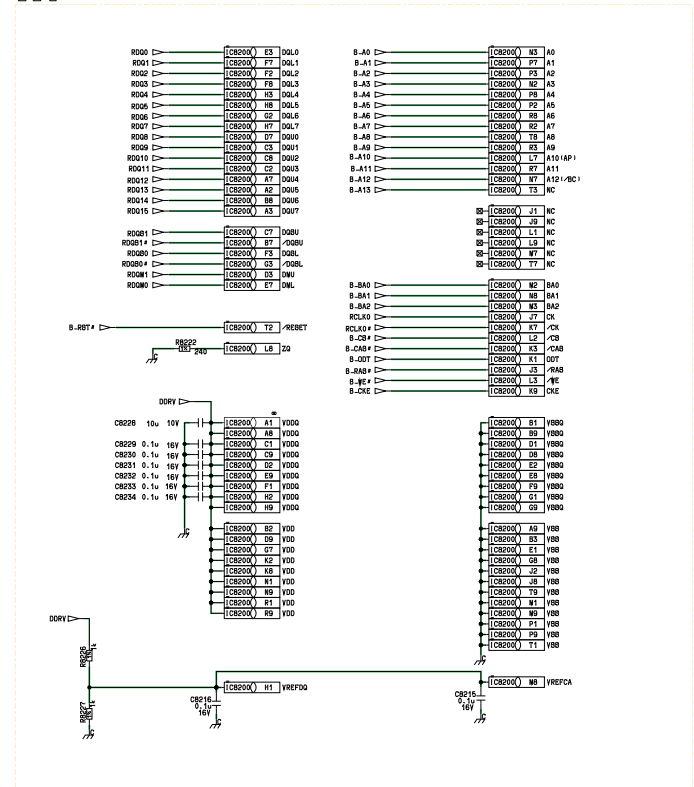 RDQ0 IC8200 E3 DQL0
RDQ1 IC8200 F7 DQL1
RDQ2 IC8200 F2 DQL2
RDQ3 IC8200 F8 DQL3
RDQ4 IC8200 H3 DQL4
RDQ5 IC8200 H8 DQL5
RDQ6 IC8200 G2 DQL6
RDQ7 IC8200 H7 DQL7
RDQ8 IC8200 D7 DQU0
RDQ9 IC8200 C3 DQU1
RDQ10 IC8200 C8 DQU2
RDQ11 IC8200 C2 DQU3
RDQ12 IC8200 A7 DQU4
RDQ13 IC8200 A2 DQU5
RDQ14 IC8200 B8 DQU6
RDQ15 IC8200 A3 DQU7
RDQS1 IC8200 C7 DQSU
RDQS1# IC8200 B7 /DQSU
RDQS0 IC8200 F3 DQSL
RDQS0# IC8200 G3 /DQSL
RDQM1 IC8200 D3 DMU
RDQM0 IC8200 E7 DML
B-RST# IC8200 T2 /RESET
R8222
240 IC8200 L8 ZQ
B-A0 IC8200 N3 A0
B-A1 IC8200 P7 A1
B-A2 IC8200 P3 A2
B-A3 IC8200 N2 A3
B-A4 IC8200 P8 A4
B-A5 IC8200 P2 A5
B-A6 IC8200 R8 A6
B-A7 IC8200 R2 A7
B-A8 IC8200 T8 A8
B-A9 IC8200 R3 A9
B-A10 IC8200 L7 A10(AP)
B-A11 IC8200 R7 A11
B-A12 IC8200 N7 A12(/BC)
B-A13 IC8200 T3 NC
IC8200 J1 NC
IC8200 J9 NC
IC8200 L1 NC
IC8200 L9 NC
IC8200 M7 NC
IC8200 T7 NC
B-BA0 IC8200 M2 BA0
B-BA1 IC8200 N8 BA1
B-BA2 IC8200 M3 BA2
RCLK0 IC8200 J7 CK
RCLK0# IC8200 K7 /CK
B-CS# IC8200 L2 /CS
B-CAS# IC8200 K3 /CAS
B-ODT IC8200 K1 ODT
B-RAS# IC8200 J3 /RAS
B-WE# IC8200 L3 /WE
B-CKE IC8200 K9 CKE
DDRV
C8228 10u 10V IC8200 A1 VDDQ
IC8200 A8 VDDQ
C8229 0.1u 16V IC8200 C1 VDDQ
C8230 0.1u 16V IC8200 C9 VDDQ
C8231 0.1u 16V IC8200 D2 VDDQ
C8232 0.1u 16V IC8200 E9 VDDQ
C8233 0.1u 16V IC8200 F1 VDDQ
C8234 0.1u 16V IC8200 H2 VDDQ
IC8200 H9 VDDQ
IC8200 B2 VDD
IC8200 D9 VDD
IC8200 G7 VDD
IC8200 K2 VDD
IC8200 K8 VDD
IC8200 N1 VDD
IC8200 N9 VDD
IC8200 R1 VDD
IC8200 R9 VDD
IC8200 B1 VSSQ
IC8200 B9 VSSQ
IC8200 D1 VSSQ
IC8200 D8 VSSQ
IC8200 E2 VSSQ
IC8200 E8 VSSQ
IC8200 F9 VSSQ
IC8200 G1 VSSQ
IC8200 G9 VSSQ
IC8200 A9 VSS
IC8200 B3 VSS
IC8200 E1 VSS
IC8200 G8 VSS
IC8200 J2 VSS
IC8200 J8 VSS
IC8200 T9 VSS
IC8200 M1 VSS
IC8200 M9 VSS
IC8200 P1 VSS
IC8200 P9 VSS
IC8200 T1 VSS
DDRV
R8226 1k
R8227 1k
IC8200 H1 VREFDQ
C8216
0.1u
16V
IC8200 M8 VREFCA
C8215
0.1u
16V